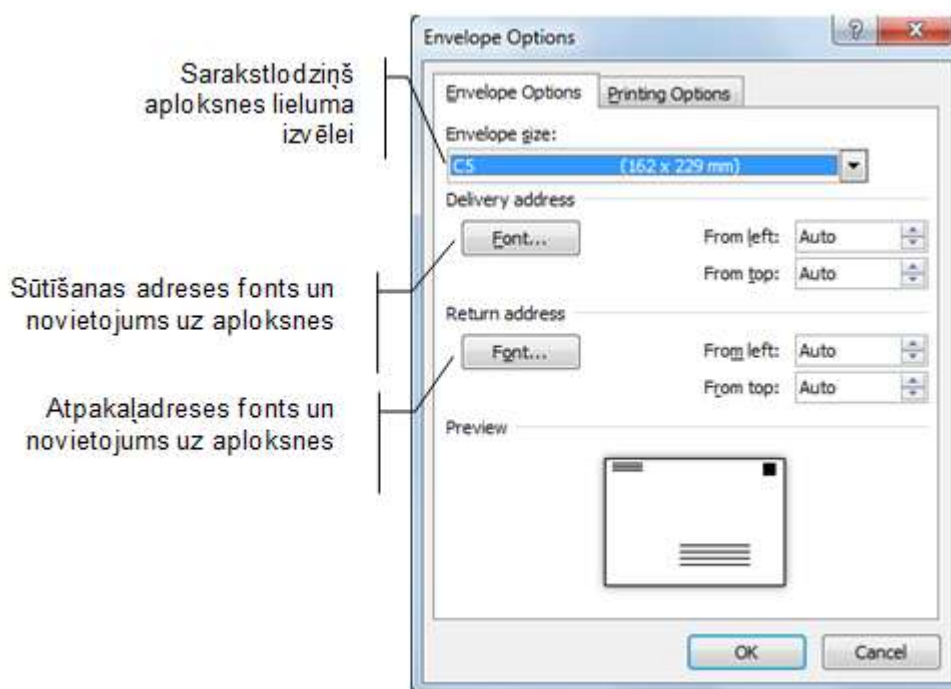 Sarakstlodziņš
aploksnes lieluma
izvēlei
Sūtīšanas adreses fonts un
novietojums uz aploksnes
Atpakaļadreses fonts un
novietojums uz aploksnes
Envelope Options
Envelope Options Printing Options
Envelope size:
C5 (162 x 229 mm)
Delivery address
Font... From left: Auto
From top: Auto
Return address
Font... From left: Auto
From top: Auto
Preview
OK Cancel